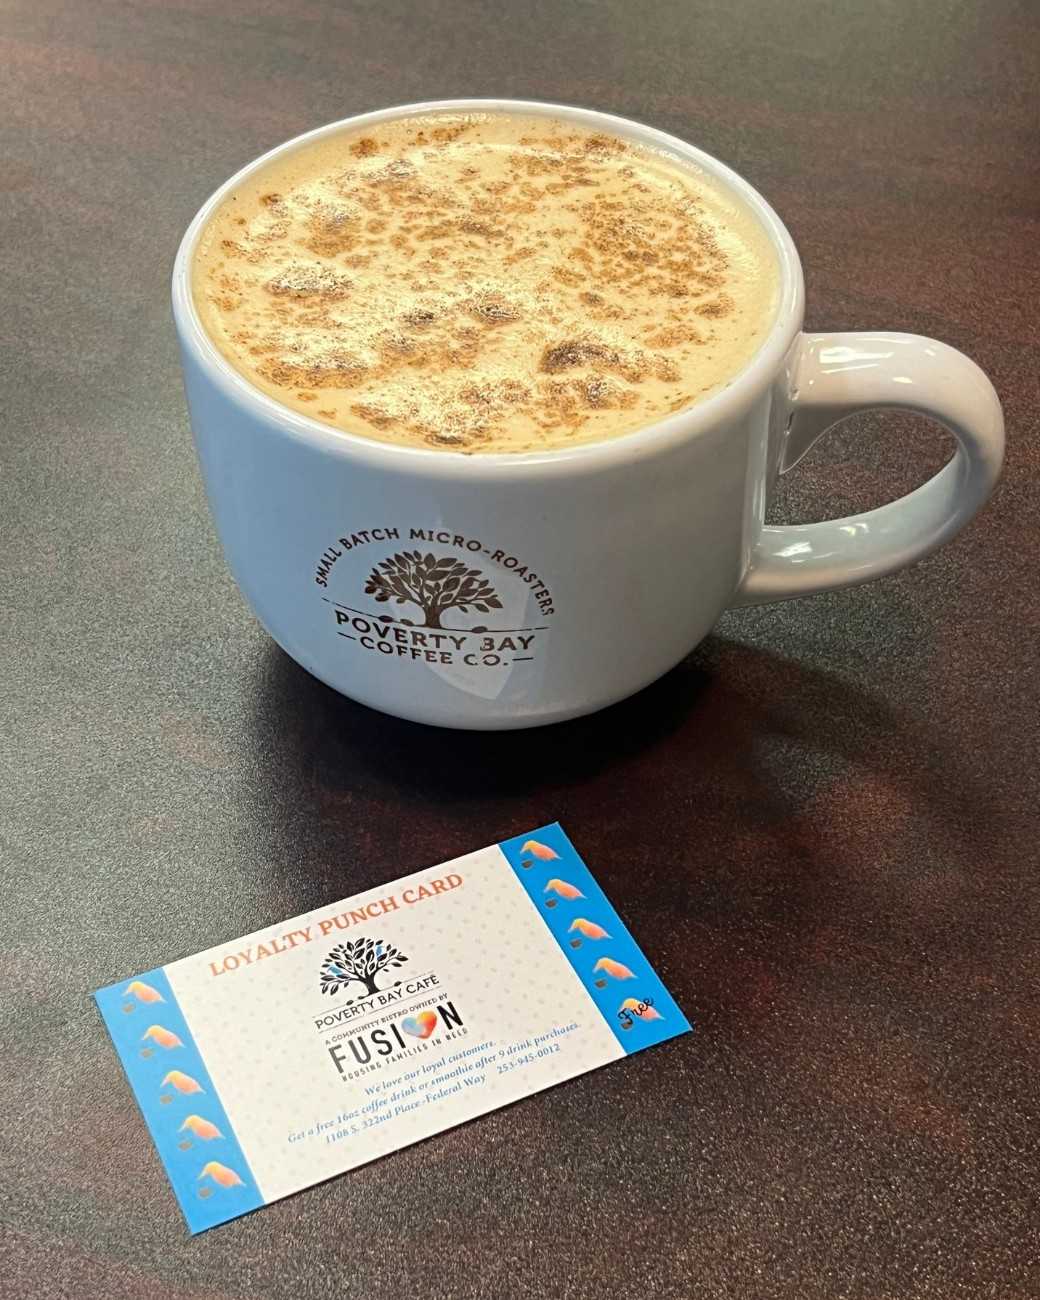 SMALL BATCH MICRO-ROASTERS
POVERTY BAY
COFFEE CO.
LOYALTY PUNCH CARD
POVERTY BAY CAFÉ
A COMMUNITY BISTRO OWNED BY
FUSION
HOUSING FAMILIES IN NEED
We love our loyal customers.
Get a free 16oz coffee drink or smoothie after 9 drink purchases.
1108 S. 322nd Place-Federal Way 253-945-0012
Free